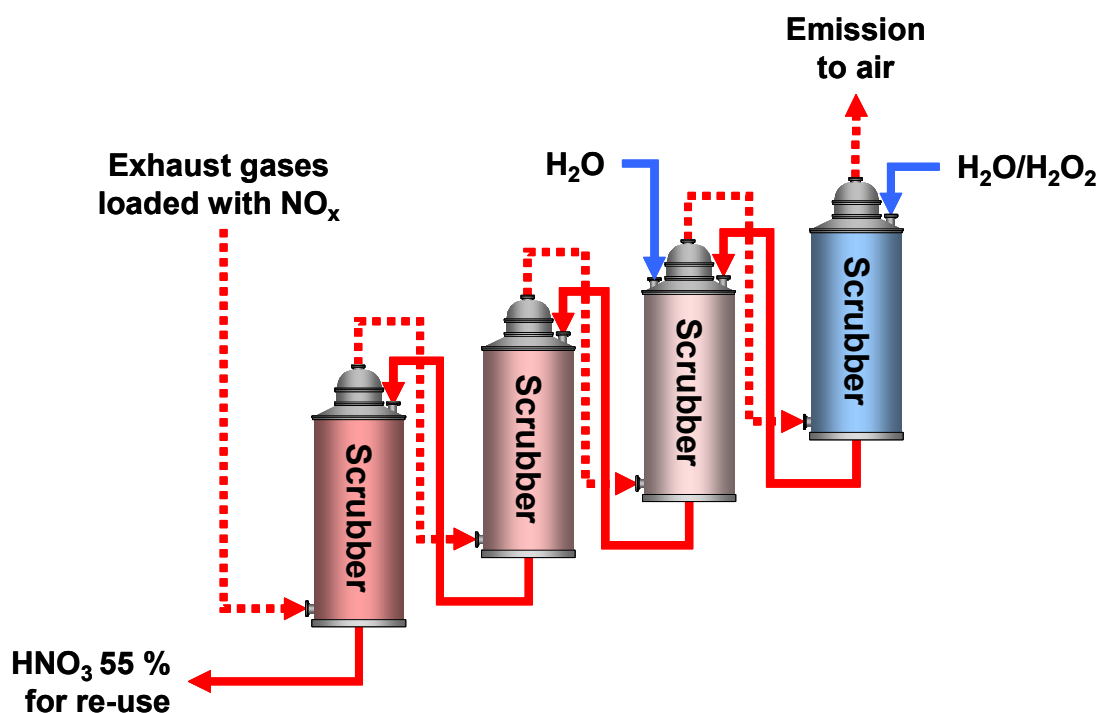 Emission
to air
Exhaust gases
loaded with NOₓ
H₂O
H₂O/H₂O₂
Scrubber
Scrubber
Scrubber
Scrubber
HNO₃ 55 %
for re-use